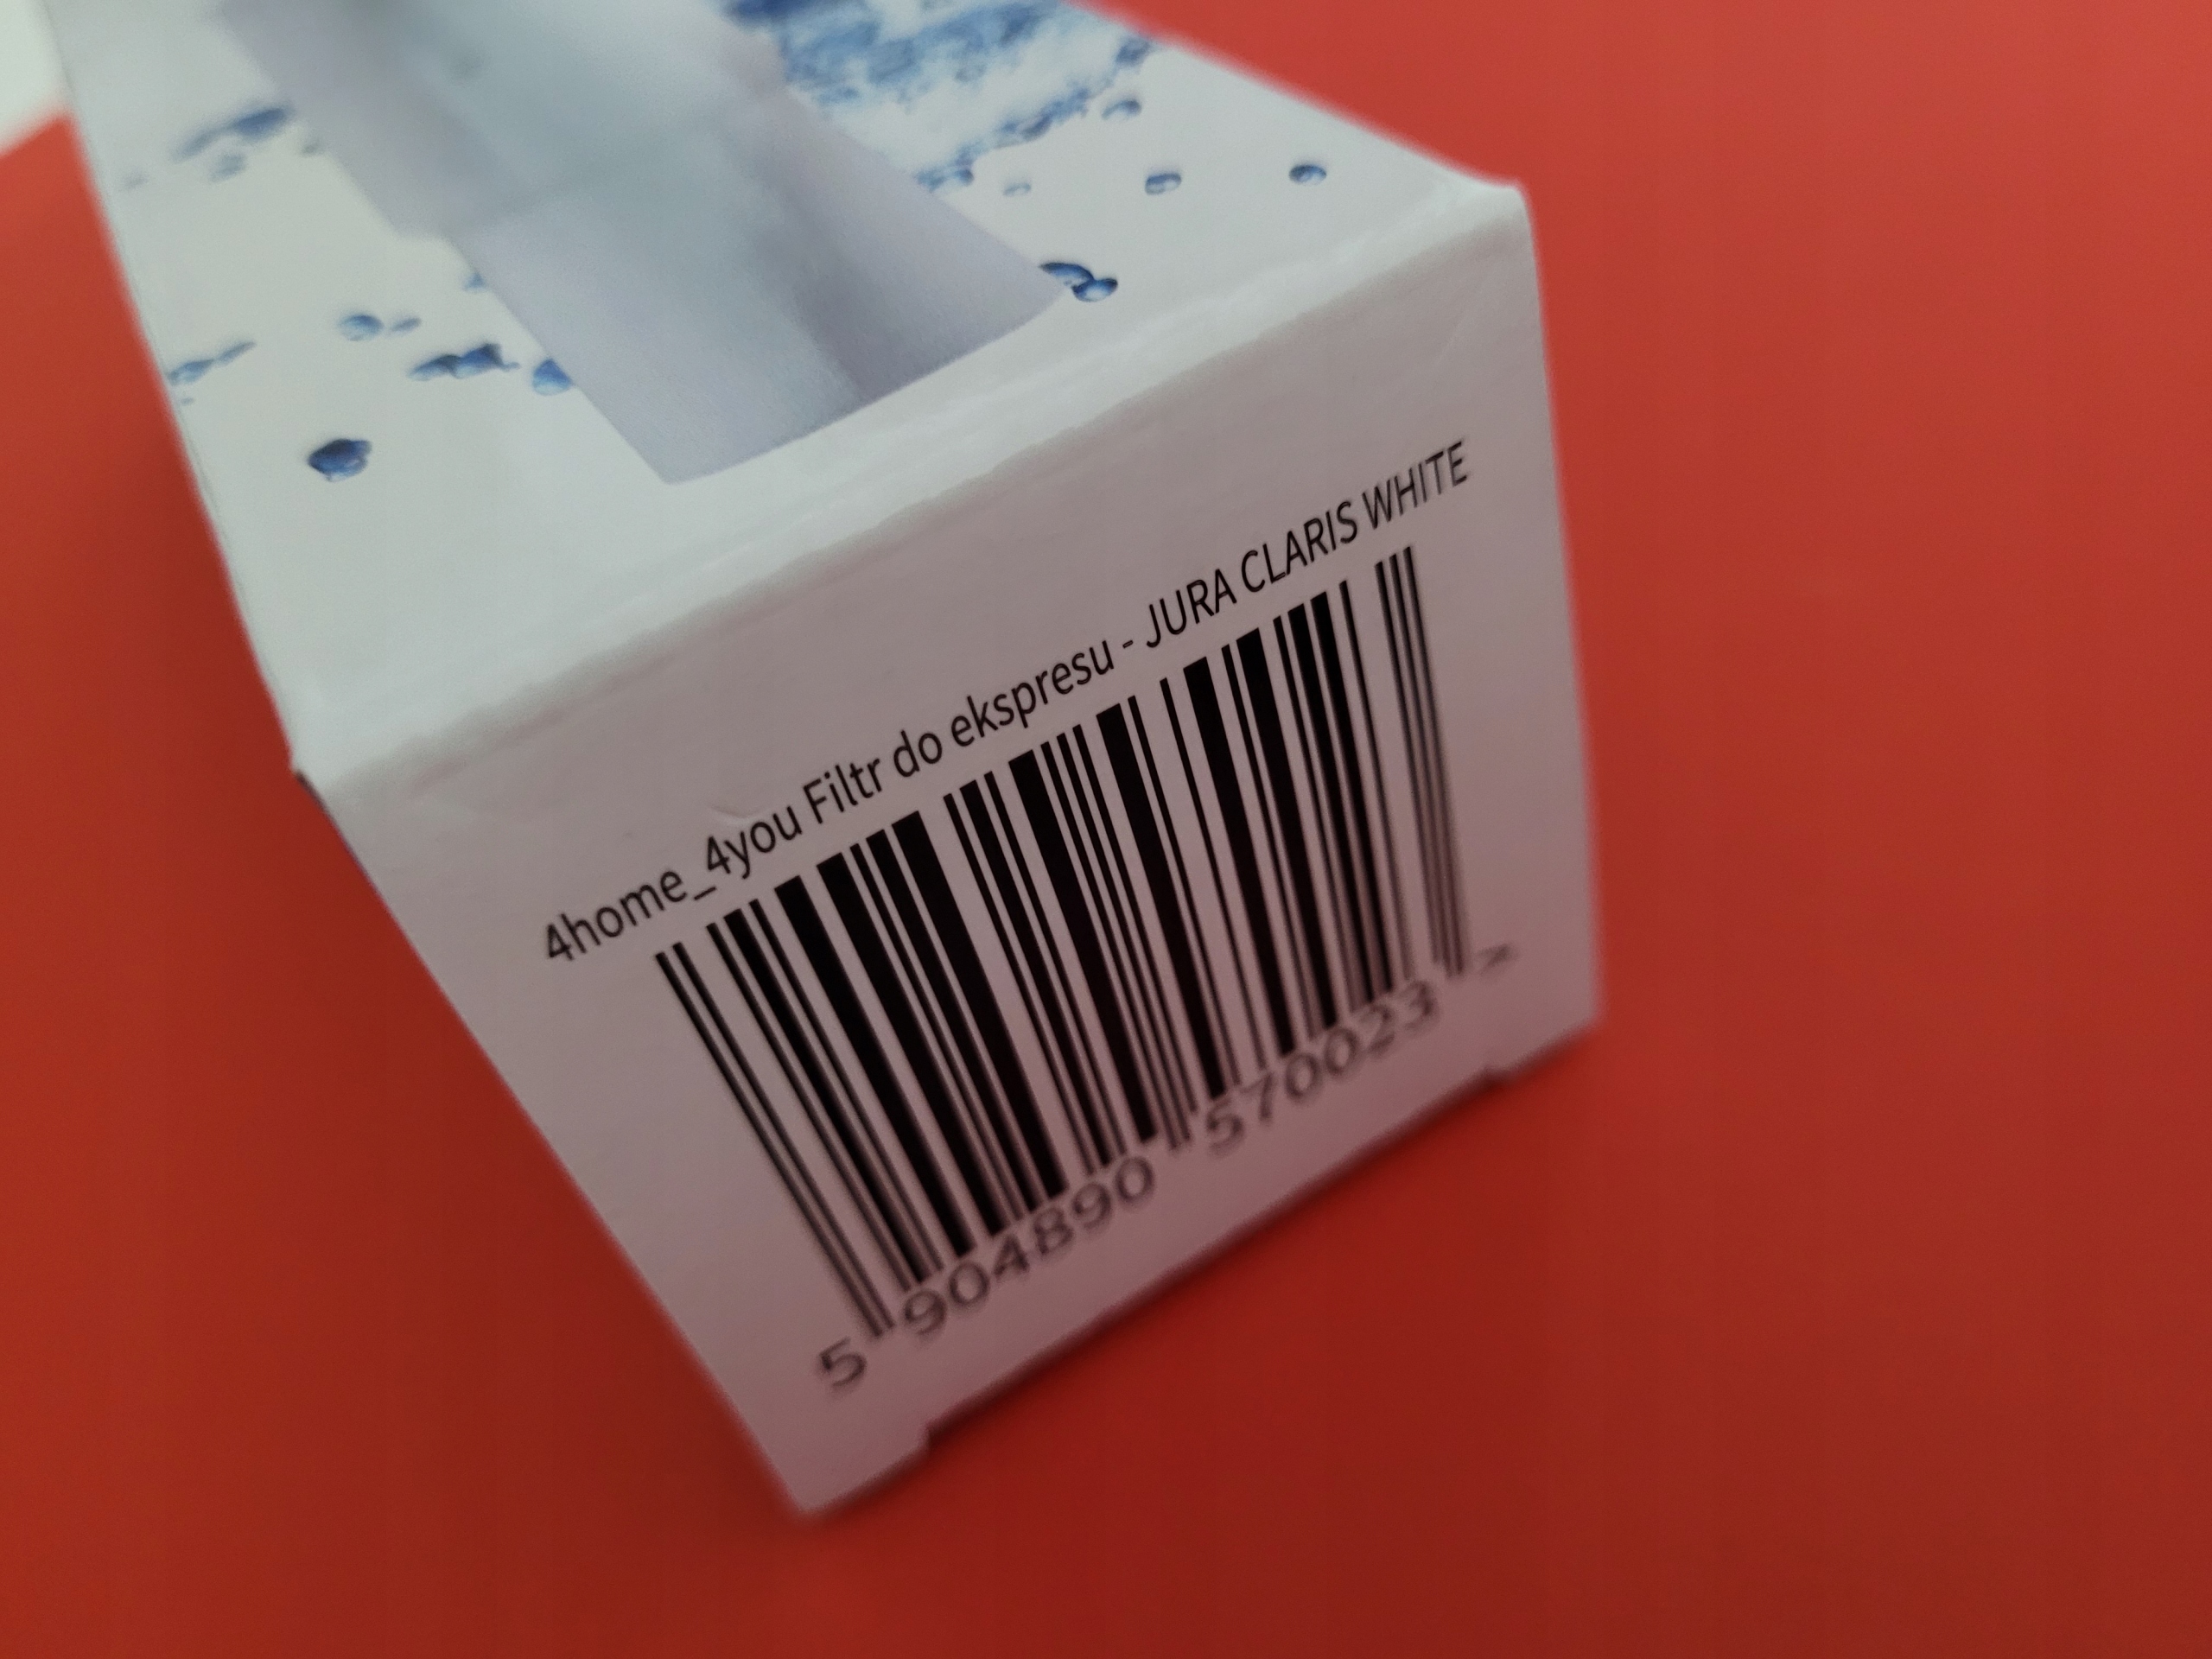 4home_4you Filtr do ekspresu - JURA CLARIS WHITE
5 904890 570023 >